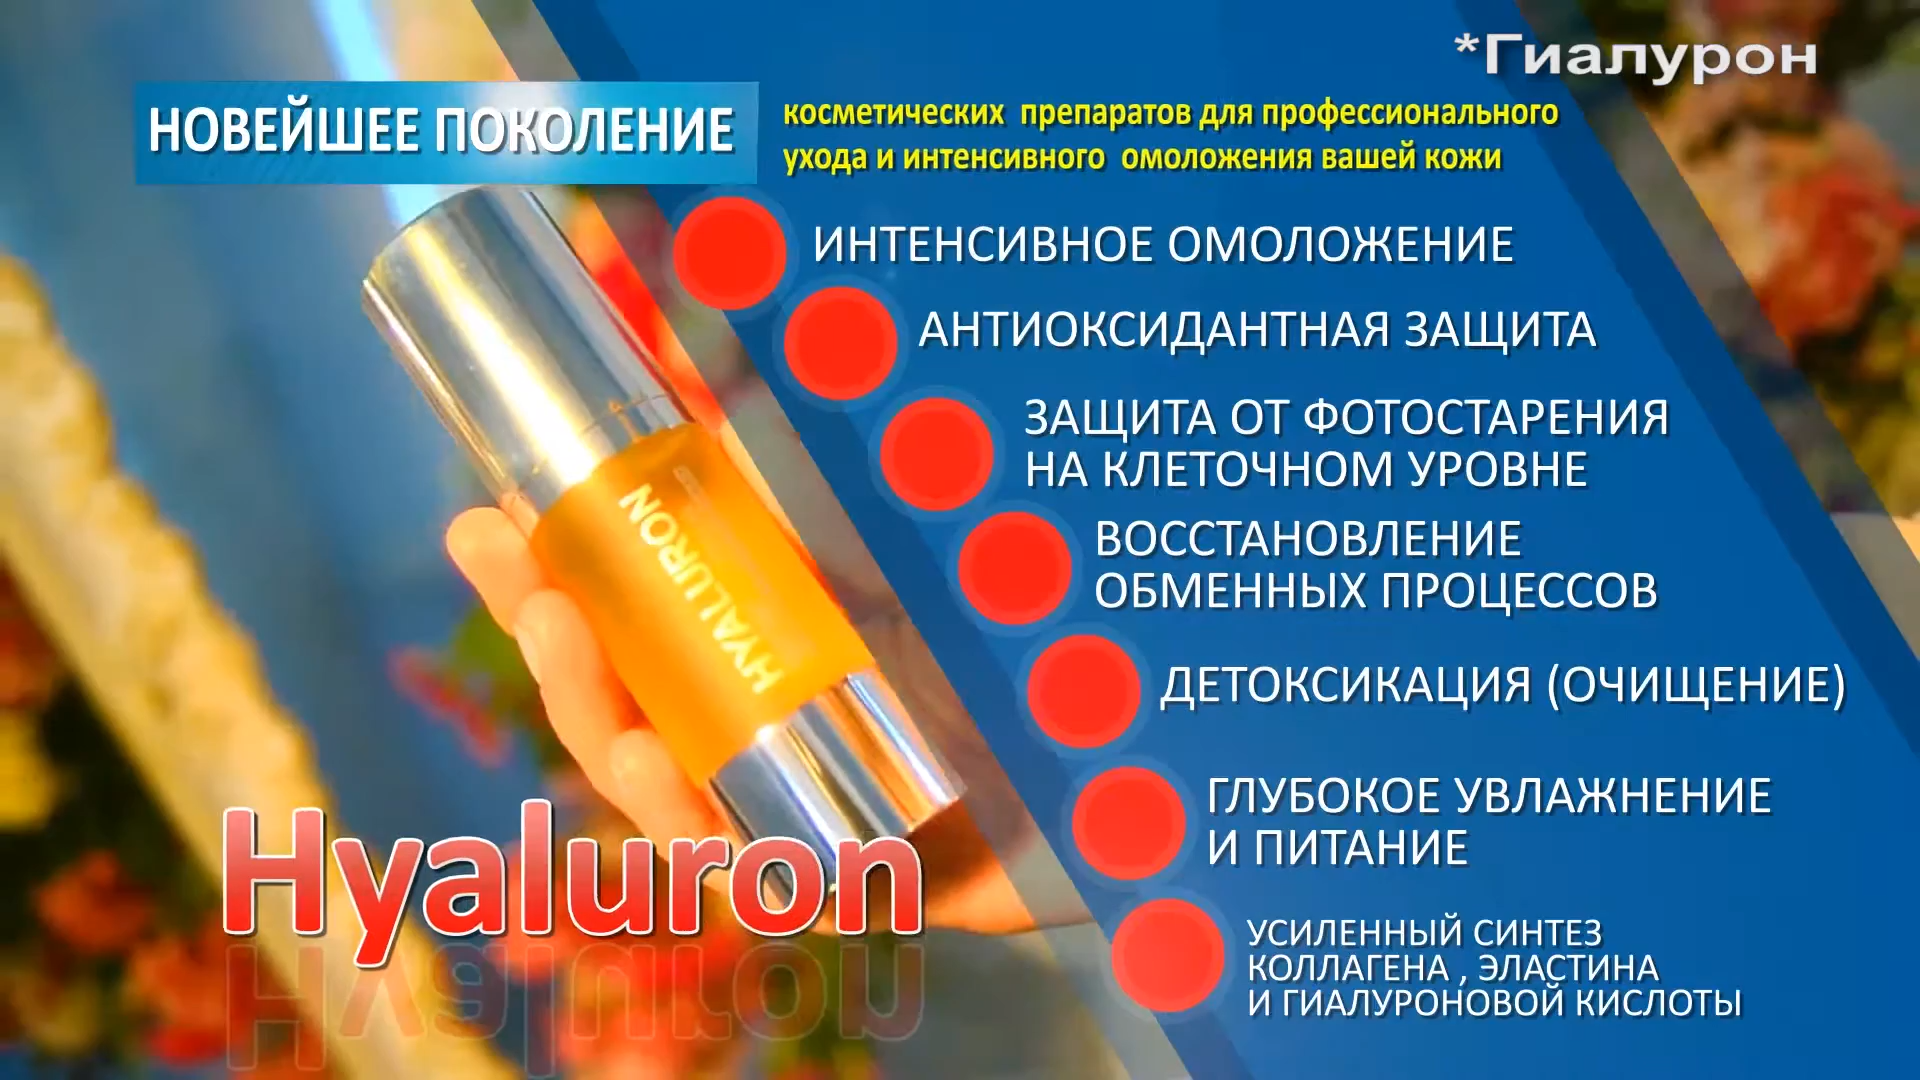 *Гиалурон
НОВЕЙШЕЕ ПОКОЛЕНИЕ
косметических препаратов для профессионального
ухода и интенсивного омоложения вашей кожи
ИНТЕНСИВНОЕ ОМОЛОЖЕНИЕ
АНТИОКСИДАНТНАЯ ЗАЩИТА
ЗАЩИТА ОТ ФОТОСТАРЕНИЯ
НА КЛЕТОЧНОМ УРОВНЕ
ВОССТАНОВЛЕНИЕ
ОБМЕННЫХ ПРОЦЕССОВ
ДЕТОКСИКАЦИЯ (ОЧИЩЕНИЕ)
ГЛУБОКОЕ УВЛАЖНЕНИЕ
И ПИТАНИЕ
УСИЛЕННЫЙ СИНТЕЗ
КОЛЛАГЕНА , ЭЛАСТИНА
И ГИАЛУРОНОВОЙ КИСЛОТЫ
HYALURON
Hyaluron